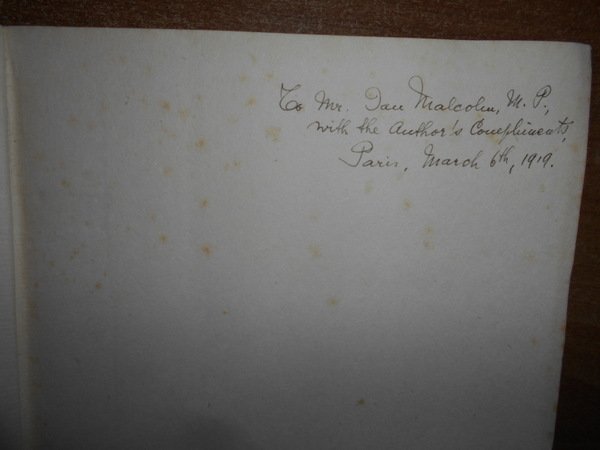 To Mr. Ian Malcolm, M. P.,
with the Author's Compliments,
Paris, March 6th, 1919.